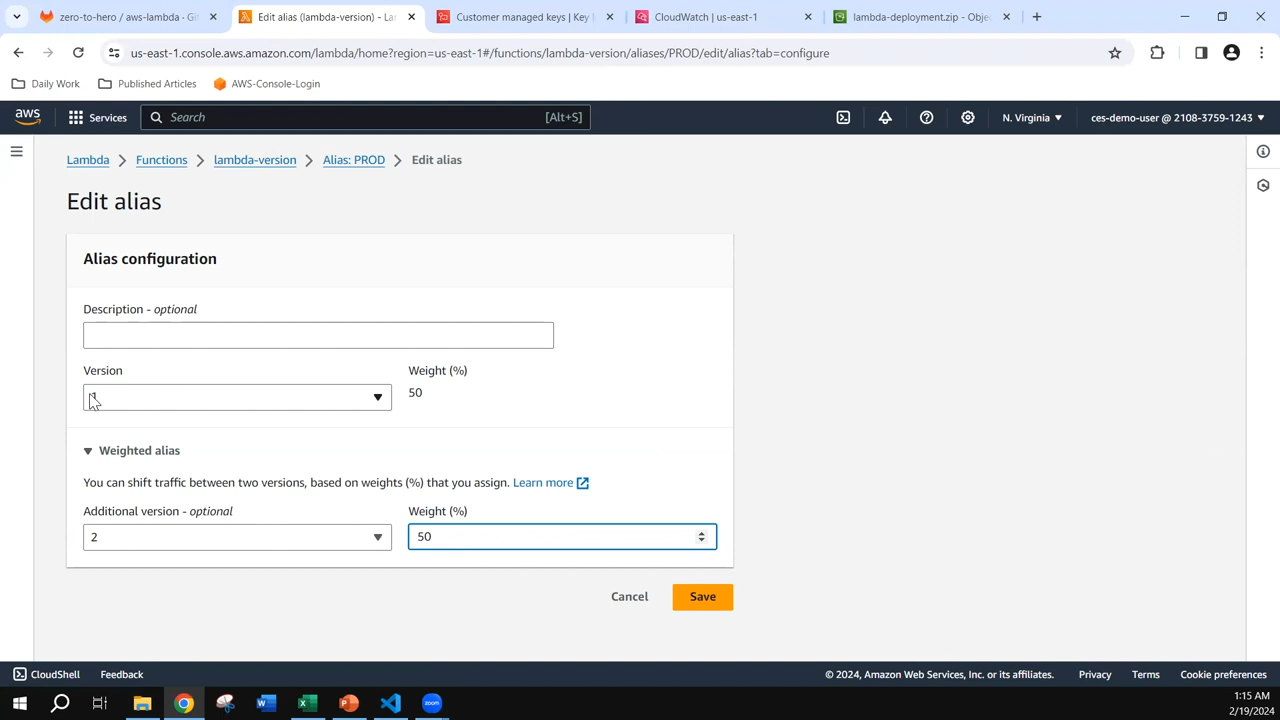 zero-to-hero / aws-lambda · Gi
Edit alias (lambda-version) - La
Customer managed keys | Key
CloudWatch | us-east-1
lambda-deployment.zip - Obje
us-east-1.console.aws.amazon.com/lambda/home?region=us-east-1#/functions/lambda-version/aliases/PROD/edit/alias?tab=configure
Daily Work
Published Articles
AWS-Console-Login
aws
Services
Search
[Alt+S]
N. Virginia
ces-demo-user @ 2108-3759-1243
Lambda
Functions
lambda-version
Alias: PROD
Edit alias
Edit alias
Alias configuration
Description - optional
Version
Weight (%)
50
Weighted alias
You can shift traffic between two versions, based on weights (%) that you assign. Learn more
Additional version - optional
Weight (%)
2
50
Cancel
Save
CloudShell
Feedback
© 2024, Amazon Web Services, Inc. or its affiliates.
Privacy
Terms
Cookie preferences
zoom
1:15 AM
2/19/2024